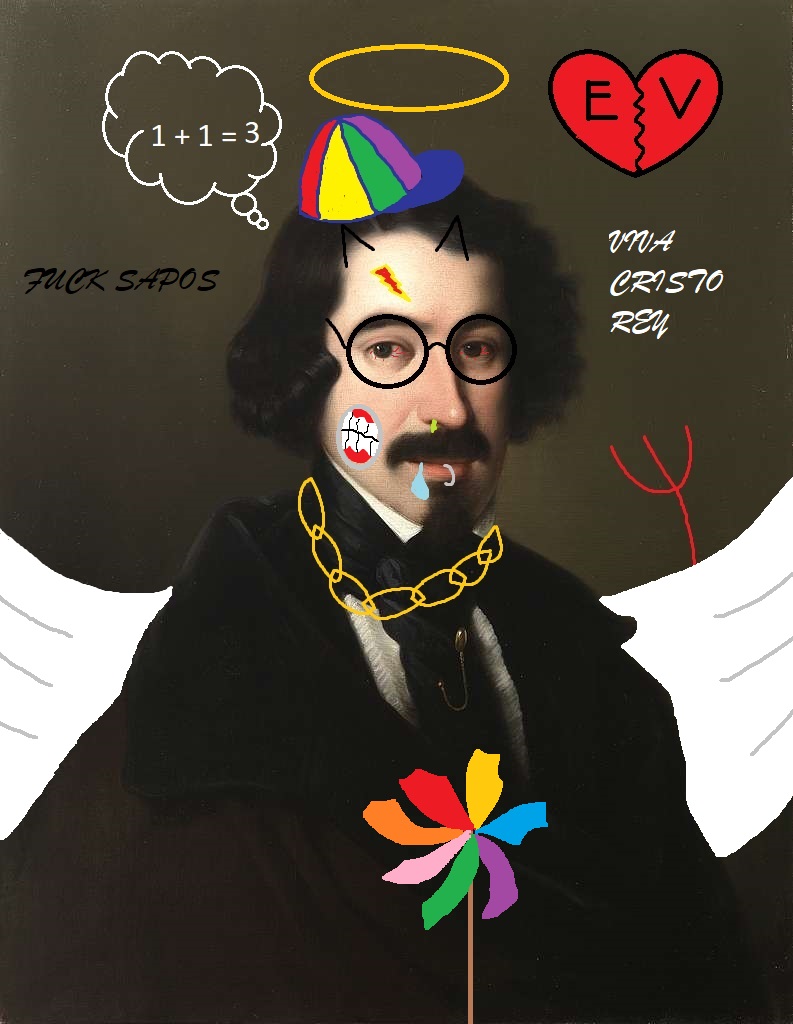 1 + 1 = 3
E V
FUCK SAPOS
VIVA
CRISTO
REY